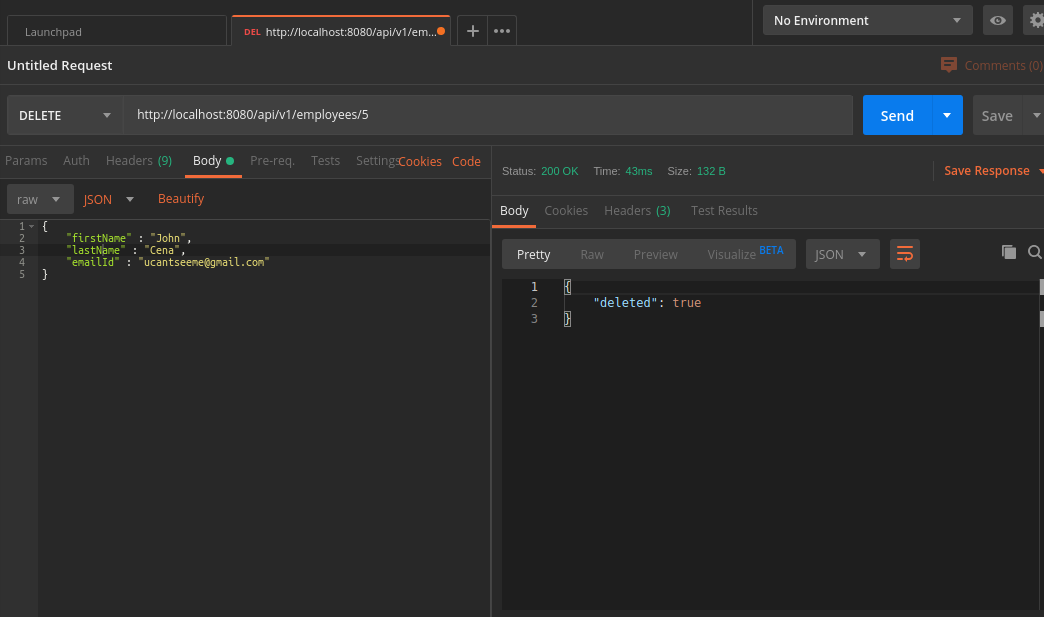 Launchpad
DEL http://localhost:8080/api/v1/em...
No Environment
Untitled Request
Comments (0)
DELETE
http://localhost:8080/api/v1/employees/5
Send
Save
Params Auth Headers (9) Body Pre-req. Tests Settings Cookies Code
raw JSON Beautify
1 {
2 "firstName" : "John",
3 "lastName" : "Cena",
4 "emailId" : "ucantseeme@gmail.com"
5 }
Status: 200 OK Time: 43ms Size: 132 B
Save Response
Body Cookies Headers (3) Test Results
Pretty Raw Preview Visualize BETA JSON
1 {
2 "deleted": true
3 }